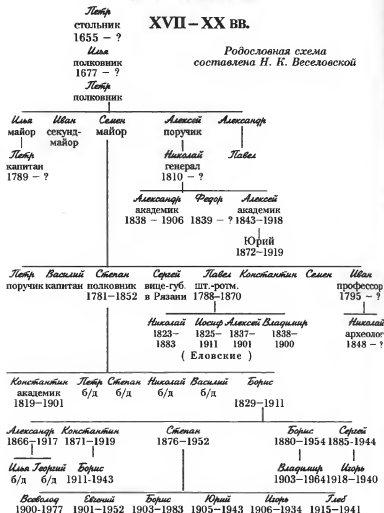 Петр XVII – XX ВВ.
стольник
1655 – ?
Илья
полковник
1677 – ?
Родословная схема
составлена Н. К. Веселовской
Петр
полковник
Илья Иван Семен Алексей Александр
майор секунд- майор поручик
майор
Петр Николай Павел
капитан генерал
1789 – ? 1810 – ?
Александр Федор Алексей
академик академик
1838 – 1906 1839 – ? 1843–1918
Юрий
1872–1919
Петр Василий Степан Сергей Павел Константин Семен Иван
поручик капитан полковник вице-губ. шт.-ротм. профессор
1781–1852 в Рязани 1788–1870 1795 – ?
Николай Иосиф Алексей Владимир Николай
1823– 1825– 1837– 1838– археолог
1883 1911 1901 1900 1848 – ?
( Еловские )
Константин Петр Степан Николай Василий Борис
академик б/д б/д б/д б/д
1819–1901 1829–1911
Александр Константин Степан Борис Сергей
1866–1917 1871–1919 1876–1952 1880–1954 1885-1944
Илья Георгий Борис Владимир Игорь
б/д б/д 1911-1943 1903-1964 1918-1940
Всеволод Евгений Борис Юрий Игорь Глеб
1900-1977 1901–1952 1903–1983 1905–1943 1906–1934 1915–1941